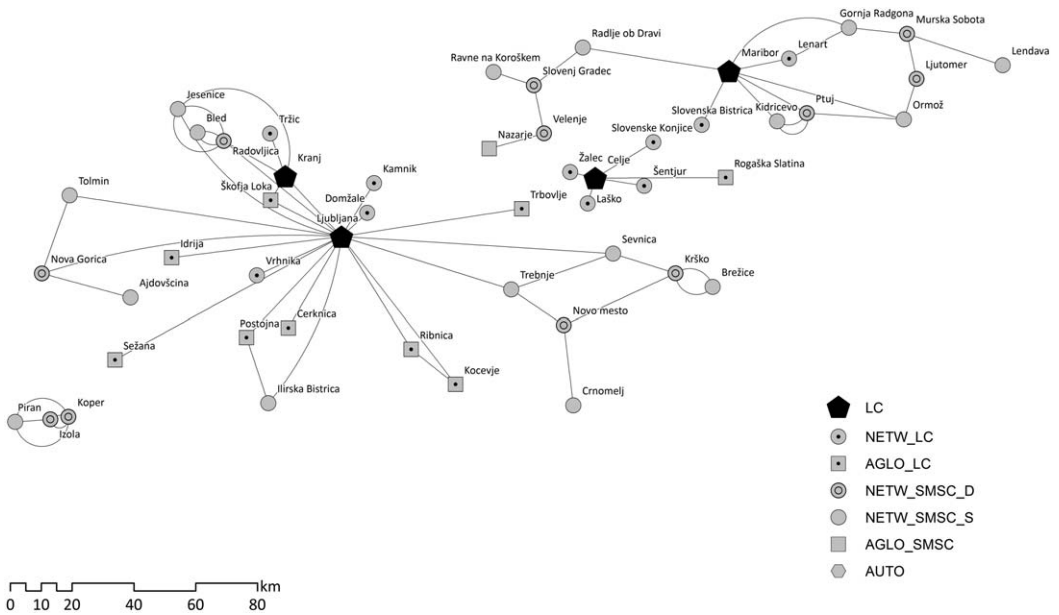 Gornja Radgona
Murska Sobota
Radlje ob Dravi
Maribor
Lenart
Ravne na Koroškem
Slovenj Gradec
Lendava
Ljutomer
Jesenice
Slovenska Bistrica
Kidricevo
Ptuj
Ormož
Bled
Tržic
Velenje
Slovenske Konjice
Nazarje
Radovljica
Kranj
Žalec
Celje
Rogaška Slatina
Kamnik
Šentjur
Tolmin
Škofja Loka
Domžale
Trbovlje
Laško
Ljubljana
Idrija
Sevnica
Nova Gorica
Vrhnika
Krško
Trebnje
Brežice
Ajdovšcina
Novo mesto
Cerknica
Postojna
Ribnica
Sežana
Kocevje
Ilirska Bistrica
Crnomelj
Piran
Koper
Izola
LC
NETW_LC
AGLO_LC
NETW_SMSC_D
NETW_SMSC_S
AGLO_SMSC
AUTO
km
0 10 20 40 60 80